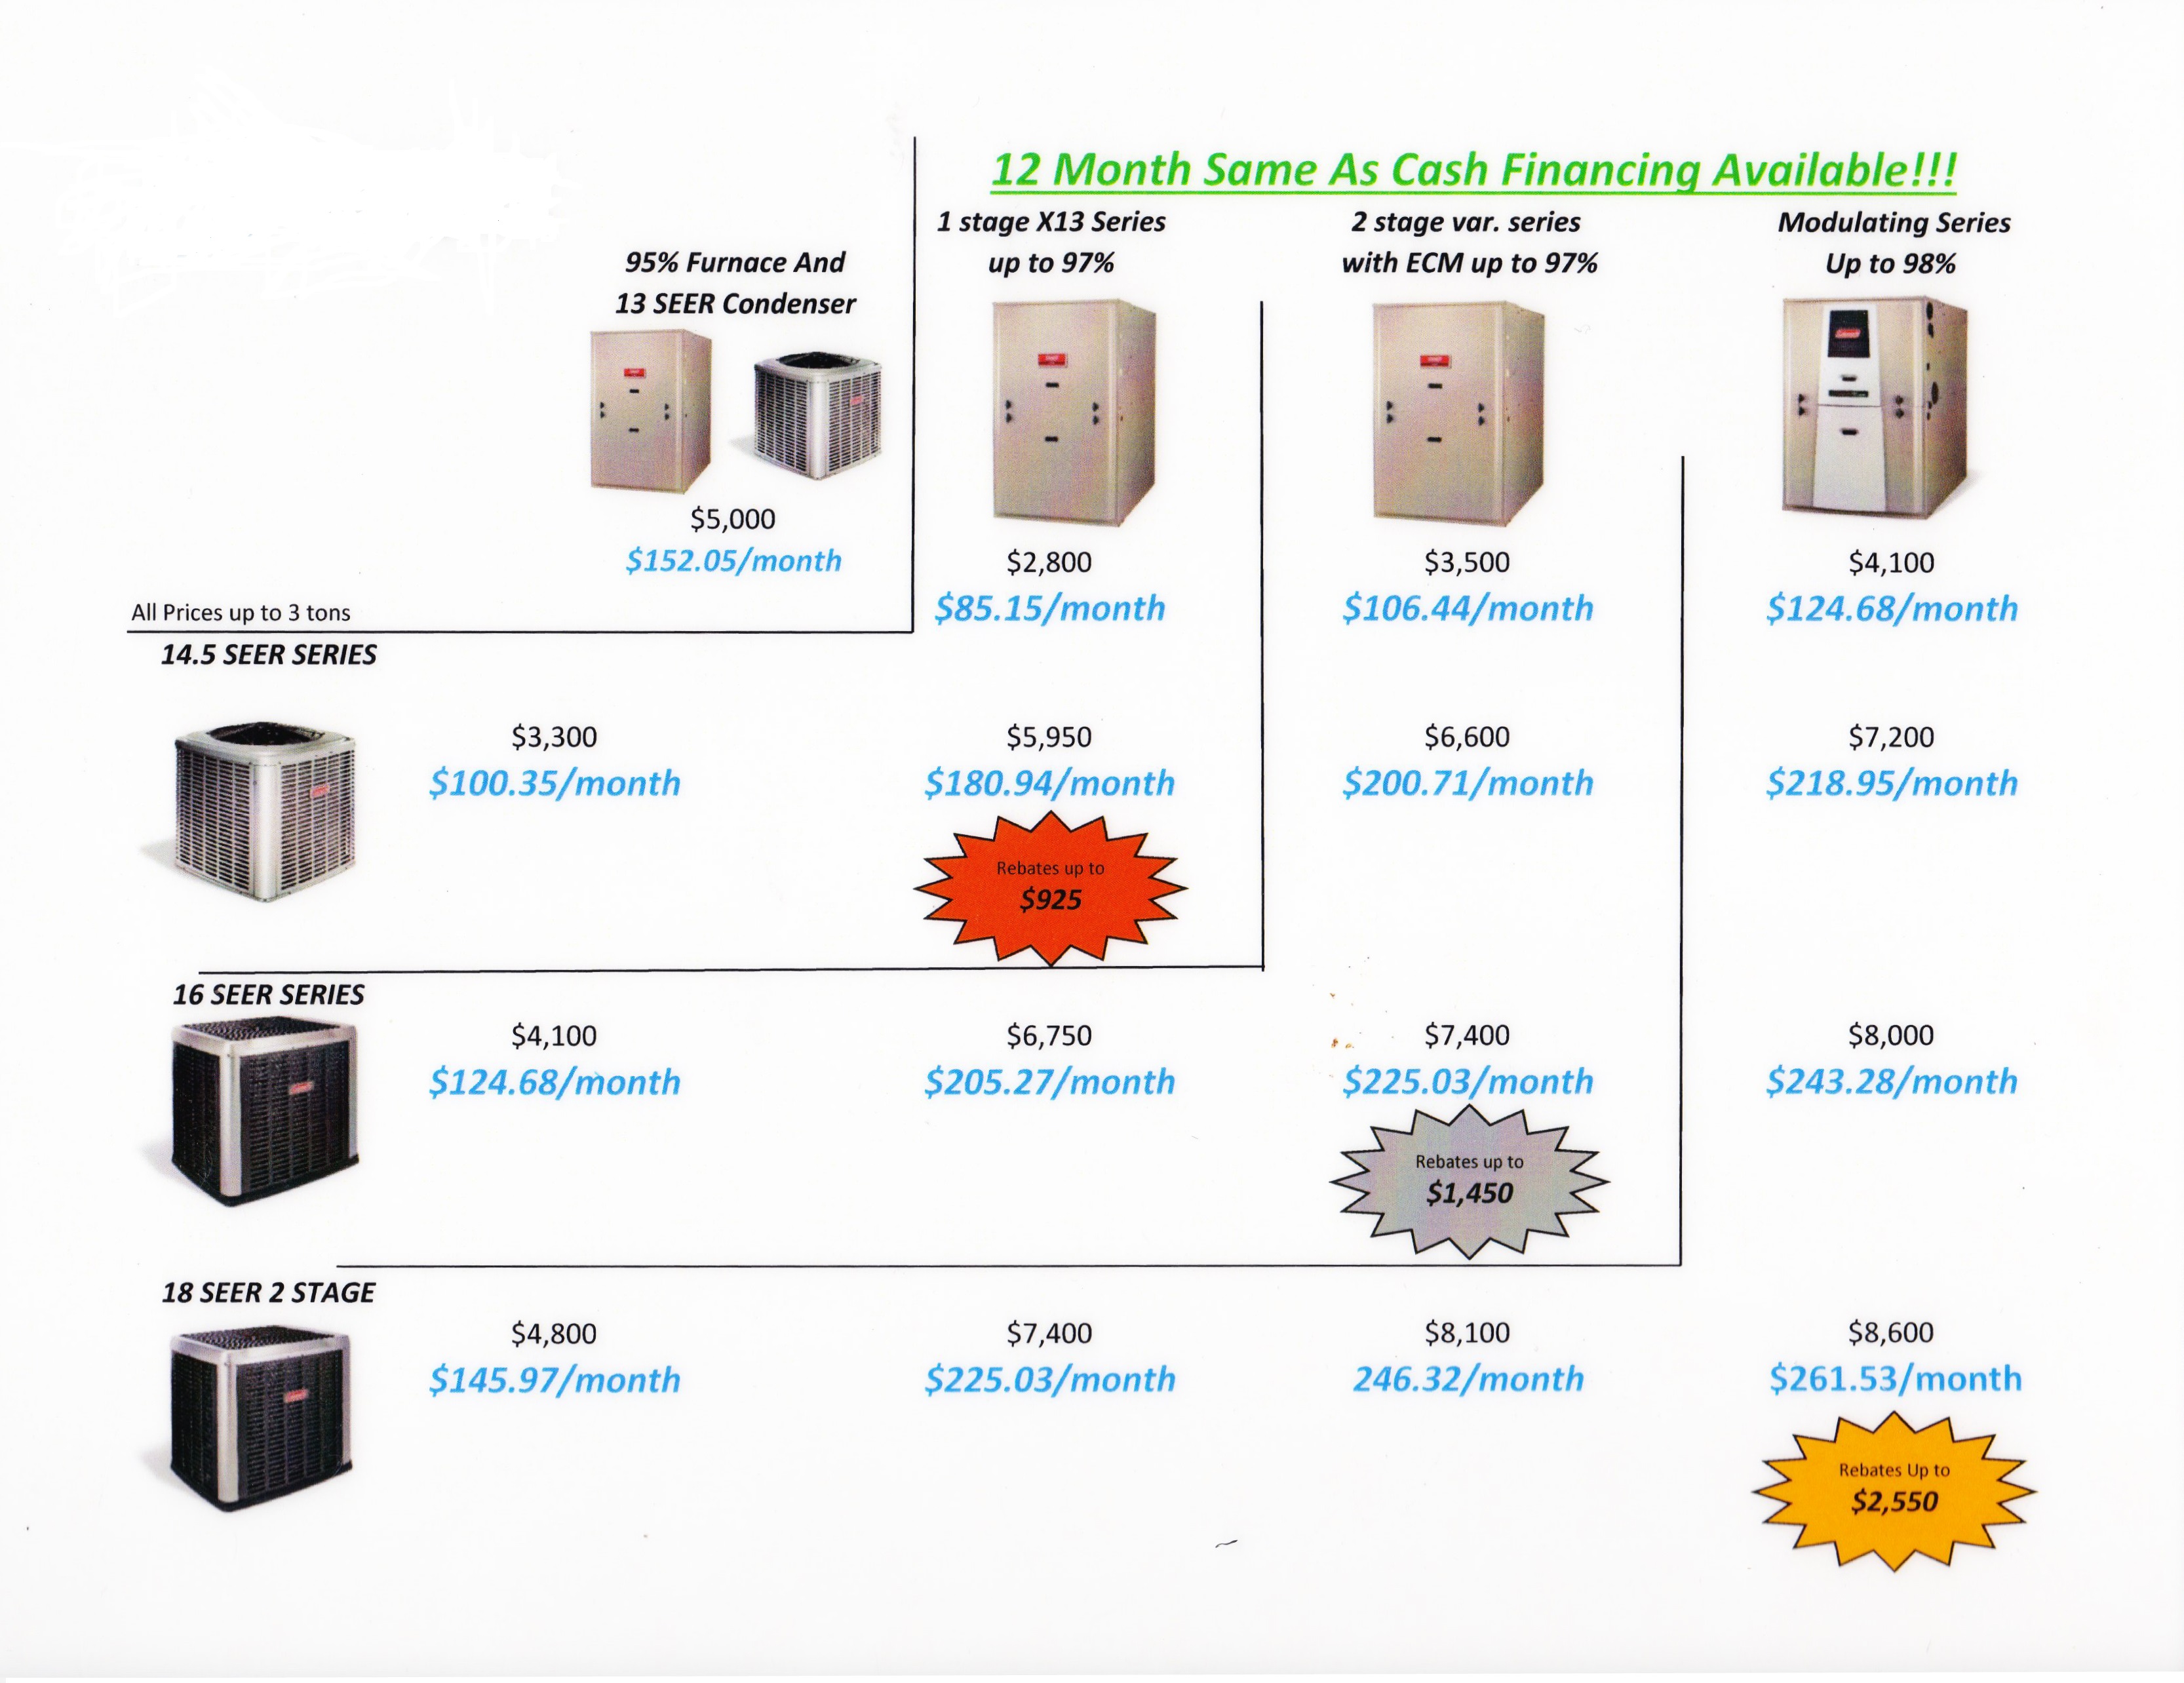 12 Month Same As Cash Financing Available!!!
95% Furnace And
13 SEER Condenser
$5,000
$152.05/month
1 stage X13 Series
up to 97%
$2,800
$85.15/month
2 stage var. series
with ECM up to 97%
$3,500
$106.44/month
Modulating Series
Up to 98%
$4,100
$124.68/month
All Prices up to 3 tons
14.5 SEER SERIES
$3,300
$100.35/month
$5,950
$180.94/month
Rebates up to
$925
$6,600
$200.71/month
$7,200
$218.95/month
16 SEER SERIES
$4,100
$124.68/month
$6,750
$205.27/month
$7,400
$225.03/month
Rebates up to
$1,450
$8,000
$243.28/month
18 SEER 2 STAGE
$4,800
$145.97/month
$7,400
$225.03/month
$8,100
246.32/month
$8,600
$261.53/month
Rebates Up to
$2,550